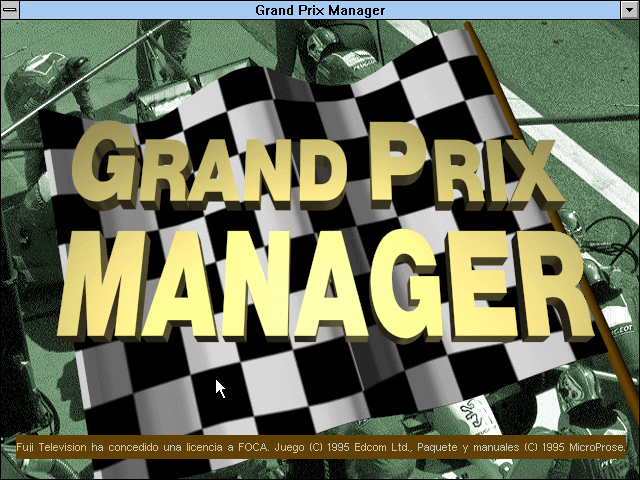 Grand Prix Manager
GRAND PRIX
MANAGER
Fuji Television ha concedido una licencia a FOCA. Juego (C) 1995 Edcom Ltd., Paquete y manuales (C) 1995 MicroProse.